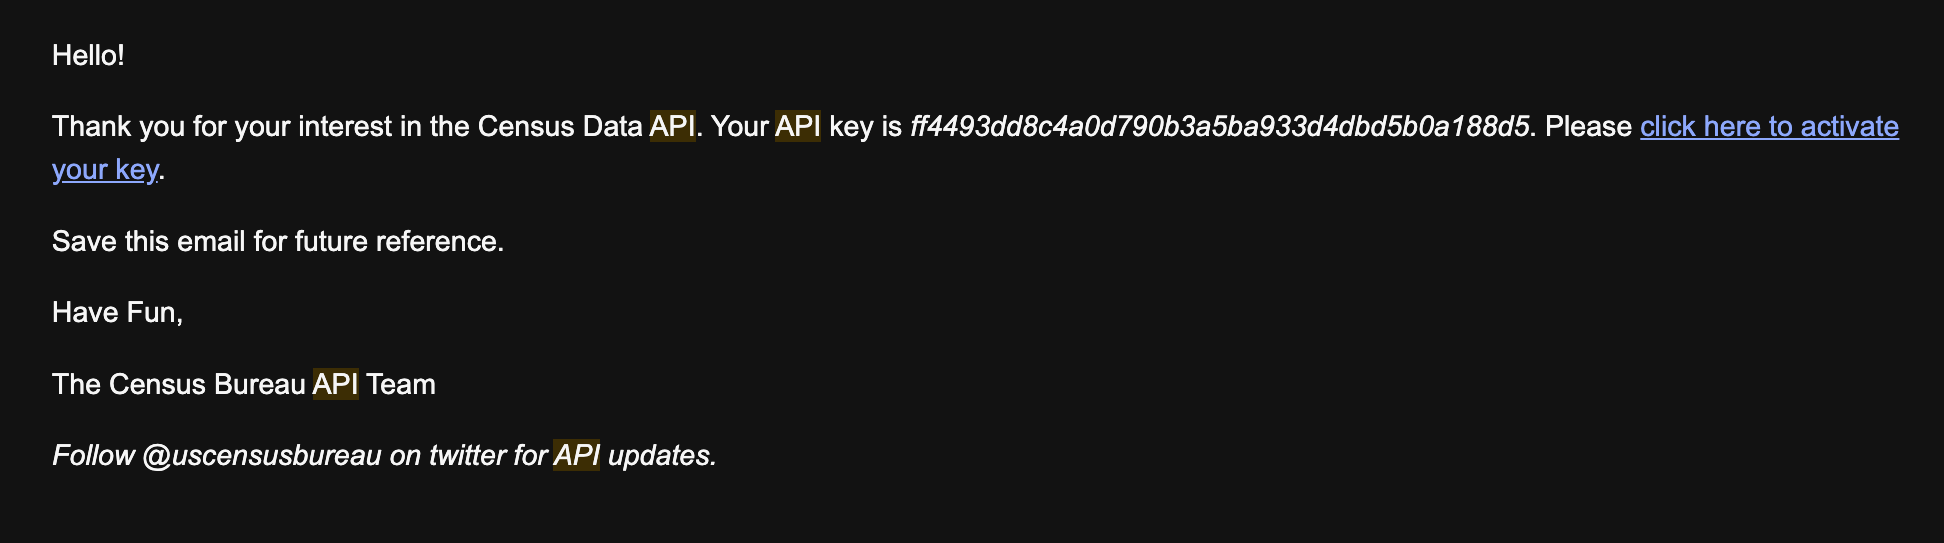 Hello!
Thank you for your interest in the Census Data API. Your API key is ff4493dd8c4a0d790b3a5ba933d4dbd5b0a188d5. Please click here to activate
your key.
Save this email for future reference.
Have Fun,
The Census Bureau API Team
Follow @uscensusbureau on twitter for API updates.